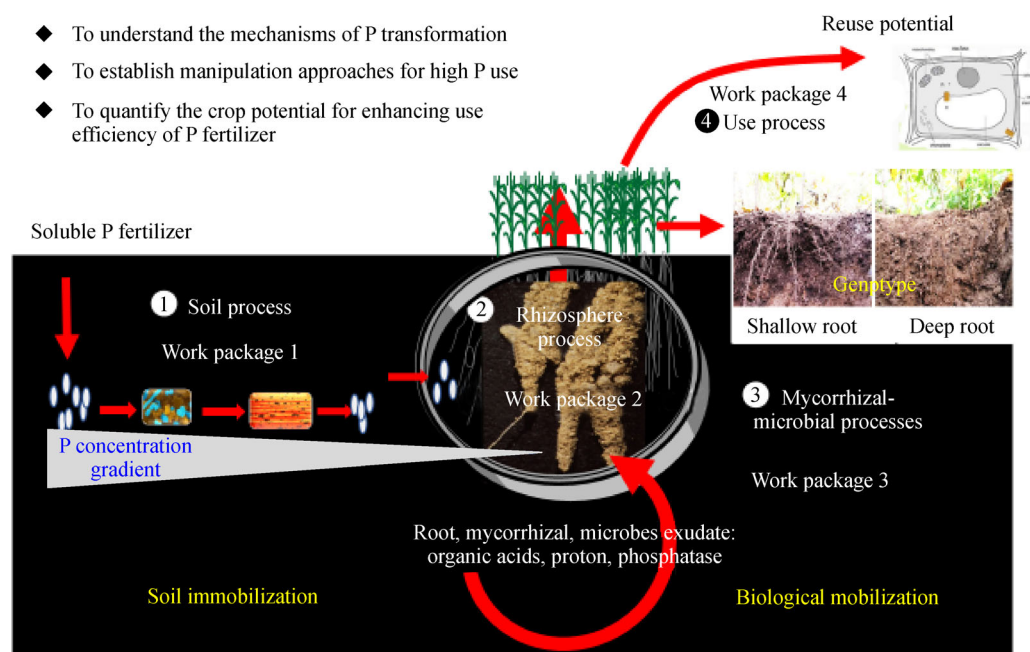 ◆ To understand the mechanisms of P transformation
◆ To establish manipulation approaches for high P use
◆ To quantify the crop potential for enhancing use
efficiency of P fertilizer
Reuse potential
Work package 4
4 Use process
Soluble P fertilizer
1 Soil process
Work package 1
P concentration
gradient
2
Rhizosphere
process
Work package 2
Genptype
Shallow root
Deep root
3 Mycorrhizal-
microbial processes
Work package 3
Root, mycorrhizal, microbes exudate:
organic acids, proton, phosphatase
Soil immobilization
Biological mobilization